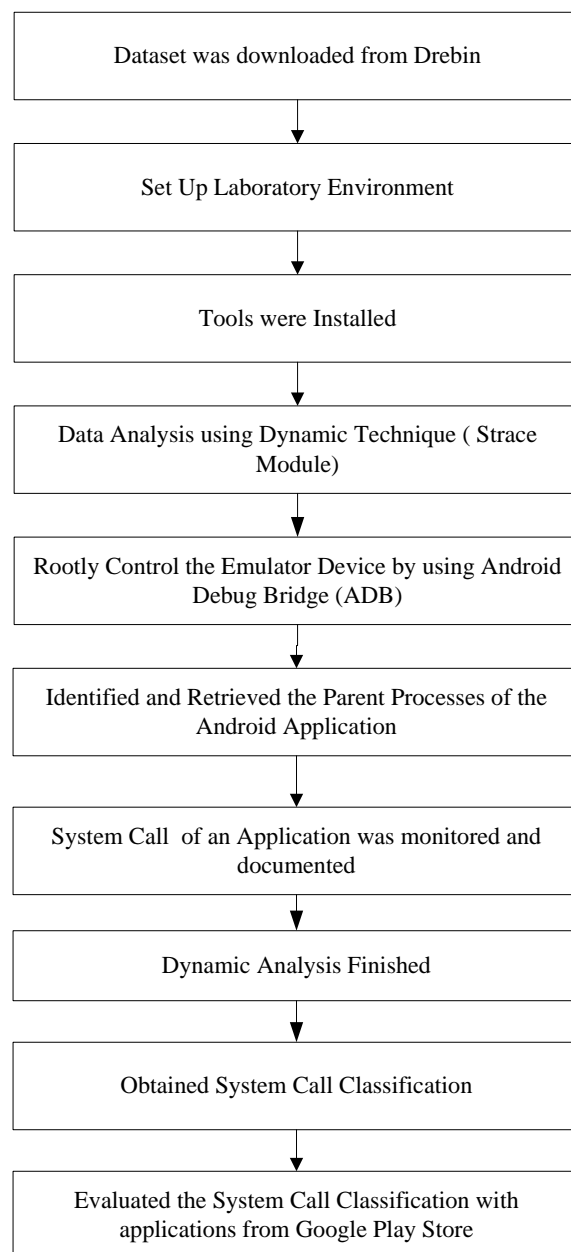 Dataset was downloaded from Drebin
Set Up Laboratory Environment
Tools were Installed
Data Analysis using Dynamic Technique ( Strace
Module)
Rootly Control the Emulator Device by using Android
Debug Bridge (ADB)
Identified and Retrieved the Parent Processes of the
Android Application
System Call  of an Application was monitored and
documented
Dynamic Analysis Finished
Obtained System Call Classification
Evaluated the System Call Classification with
applications from Google Play Store